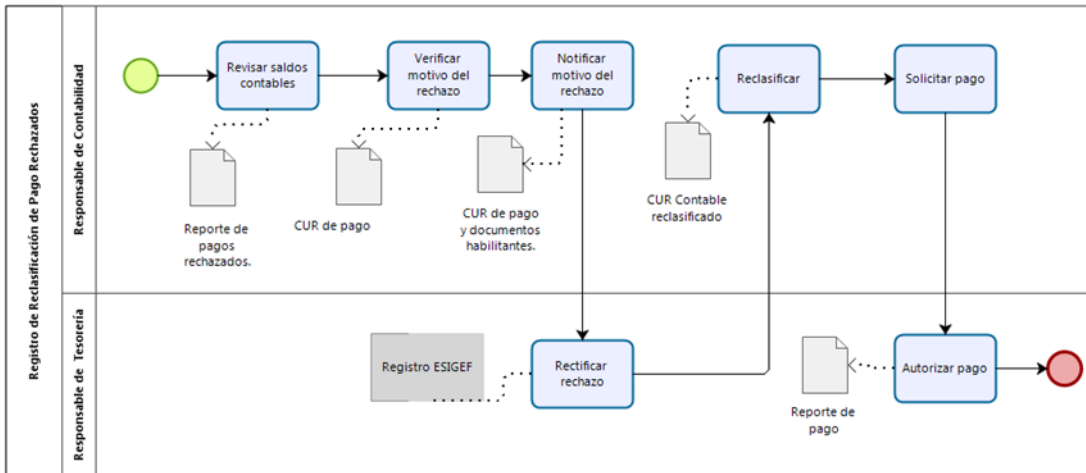 Registro de Reclasificación de Pago Rechazados
Responsable de Contabilidad
Revisar saldos
contables
Verificar
motivo del
rechazo
Notificar
motivo del
rechazo
Reclasificar
Solicitar pago
Reporte de
pagos
rechazados.
CUR de pago
CUR de pago
y documentos
habilitantes.
CUR Contable
reclasificado
Responsable de Tesorería
Registro ESIGEF
Rectificar
rechazo
Autorizar pago
Reporte de
pago